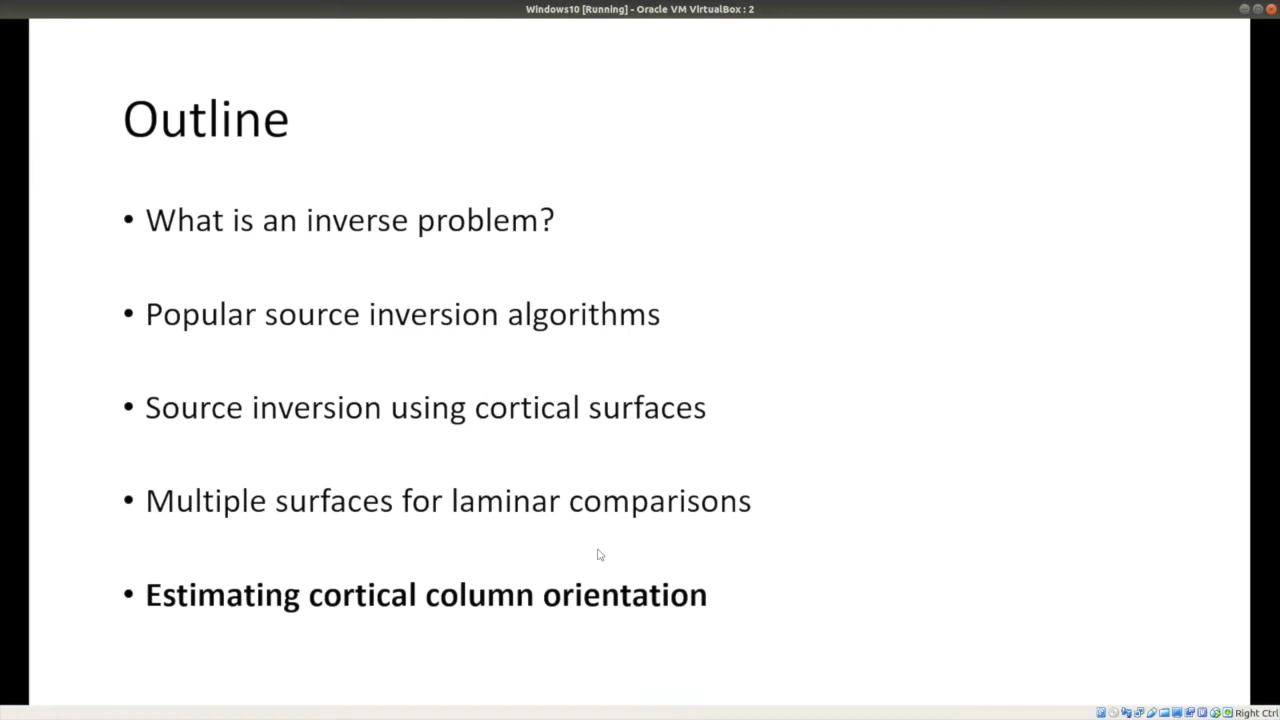 Windows10 [Running] - Oracle VM VirtualBox : 2
Outline
• What is an inverse problem?
• Popular source inversion algorithms
• Source inversion using cortical surfaces
• Multiple surfaces for laminar comparisons
• Estimating cortical column orientation
Right Ctrl